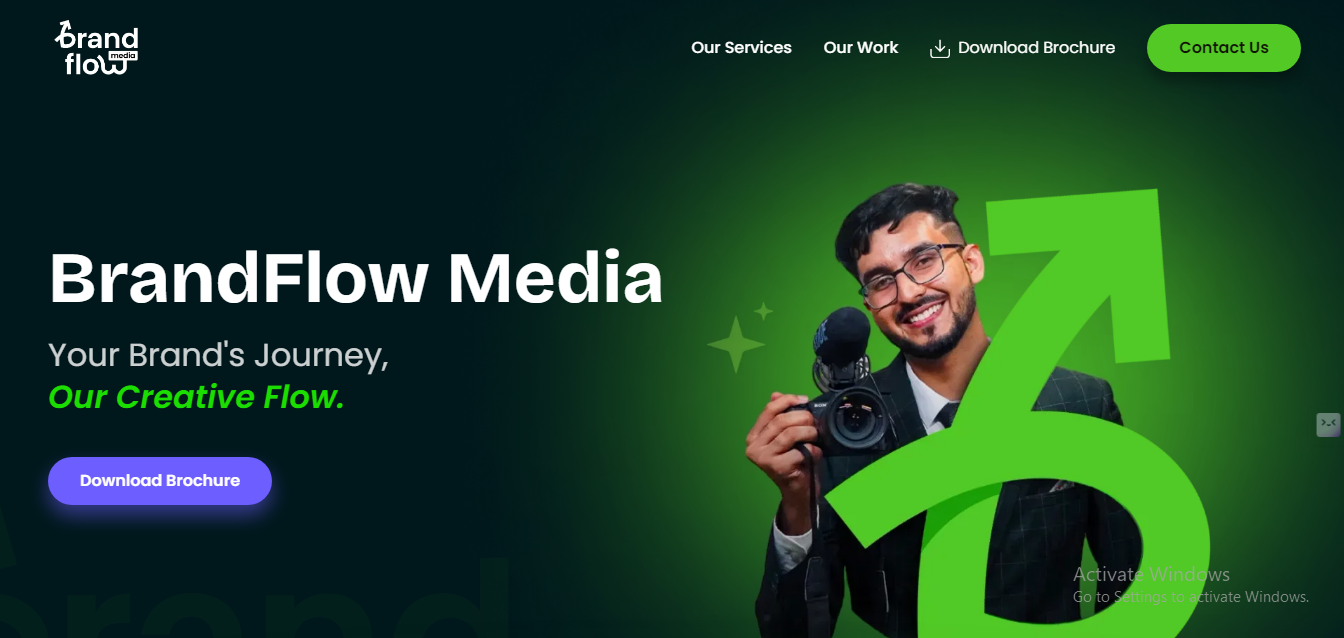 brand
flow media
Our Services
Our Work
Download Brochure
Contact Us
BrandFlow Media
Your Brand's Journey,
Our Creative Flow.
Download Brochure
brand
Activate Windows
Go to Settings to activate Windows.